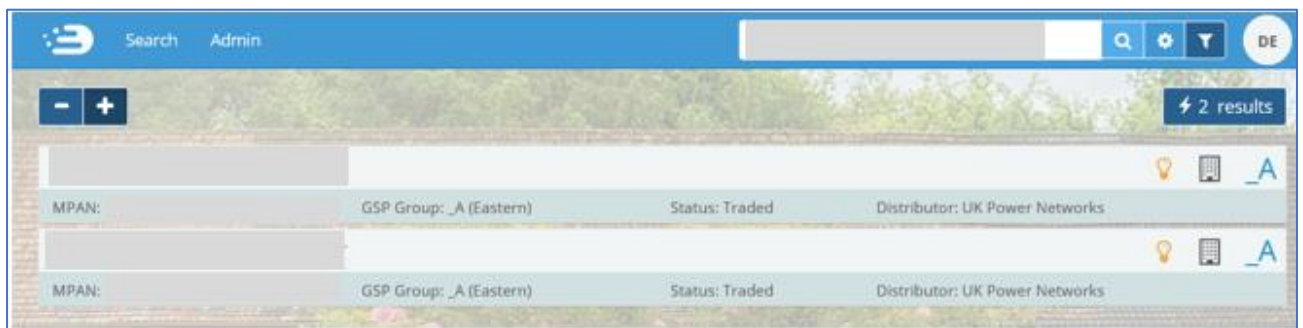 Search Admin DE
2 results
_A
MPAN: GSP Group: _A (Eastern) Status: Traded Distributor: UK Power Networks
_A
MPAN: GSP Group: _A (Eastern) Status: Traded Distributor: UK Power Networks